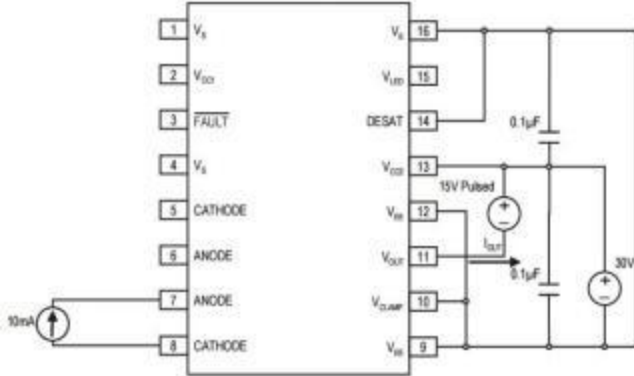 1 VS
2 VCC1
3 FAULT
4 VS
5 CATHODE
6 ANODE
7 ANODE
8 CATHODE
10mA
VE 16
VLED 15
DESAT 14
0.1µF
VCC2 13
15V Pulsed
VEE 12
IOUT
VOUT 11
0.1µF
30V
VCLAMP 10
VEE 9